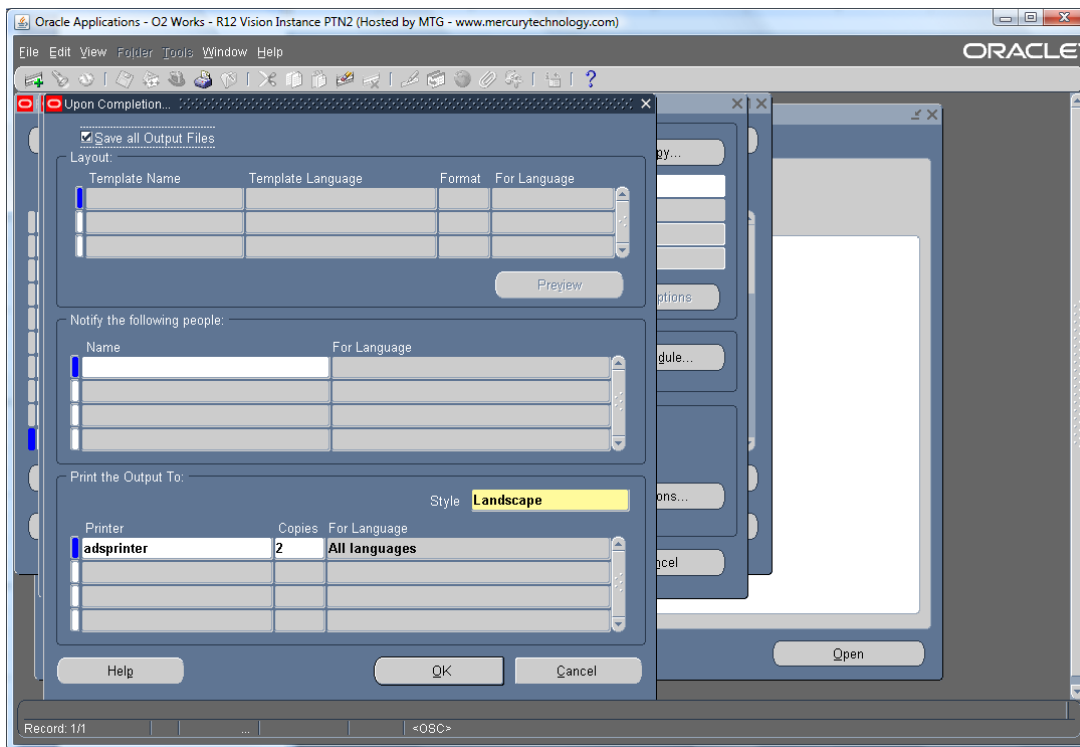 Oracle Applications - O2 Works - R12 Vision Instance PTN2 (Hosted by MTG - www.mercurytechnology.com)
File Edit View Folder Tools Window Help
ORACLE
Upon Completion...
Save all Output Files
Layout:
py...
Template Name Template Language Format For Language
Preview
ptions
Notify the following people:
Name For Language
dule...
Print the Output To:
Style Landscape
ons...
Printer Copies For Language
adsprinter 2 All languages
ncel
Open
Help OK Cancel
Record: 1/1 ... <OSC>